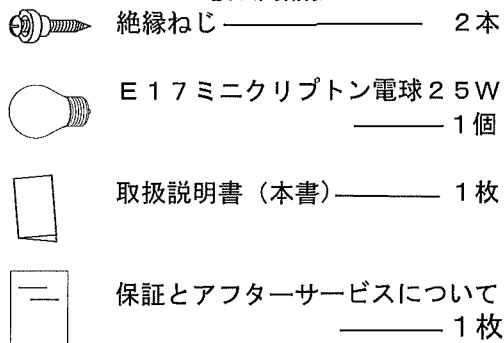 絶縁ねじ――――― 2本
E17ミニクリプトン電球25W
―――― 1個
取扱説明書(本書)――――― 1枚
保証とアフターサービスについて
―――― 1枚